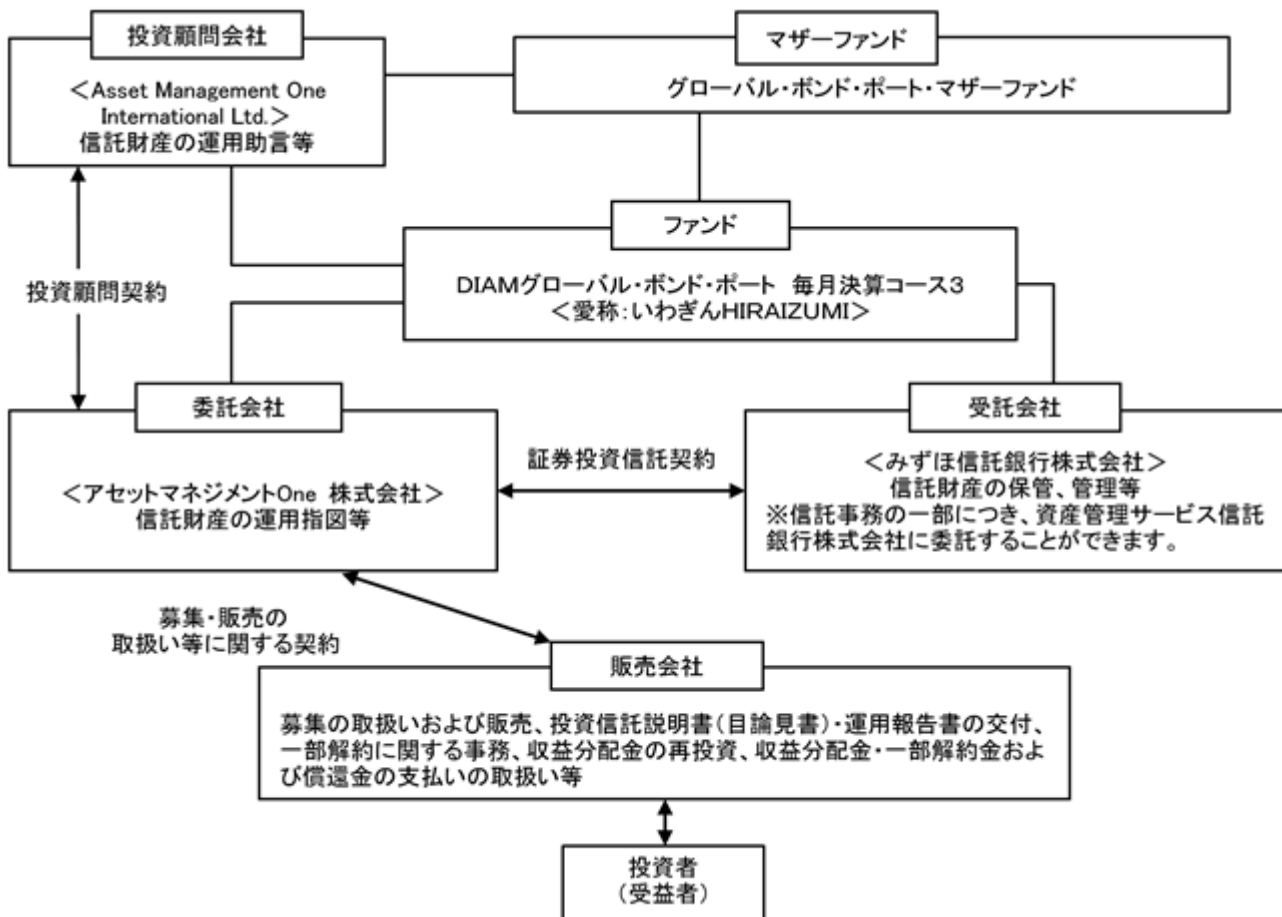 投資顧問会社
<Asset Management One
International Ltd.>
信託財産の運用助言等
マザーファンド
グローバル・ボンド・ポート・マザーファンド
ファンド
DIAMグローバル・ボンド・ポート 毎月決算コース3
<愛称:いわぎんHIRAIZUMI>
投資顧問契約
委託会社
<アセットマネジメントOne 株式会社>
信託財産の運用指図等
証券投資信託契約
受託会社
<みずほ信託銀行株式会社>
信託財産の保管、管理等
※信託事務の一部につき、資産管理サービス信託
銀行株式会社に委託することができます。
募集・販売の
取扱い等に関する契約
販売会社
募集の取扱いおよび販売、投資信託説明書(目論見書)・運用報告書の交付、
一部解約に関する事務、収益分配金の再投資、収益分配金・一部解約金およ
び償還金の支払いの取扱い等
投資者
(受益者)